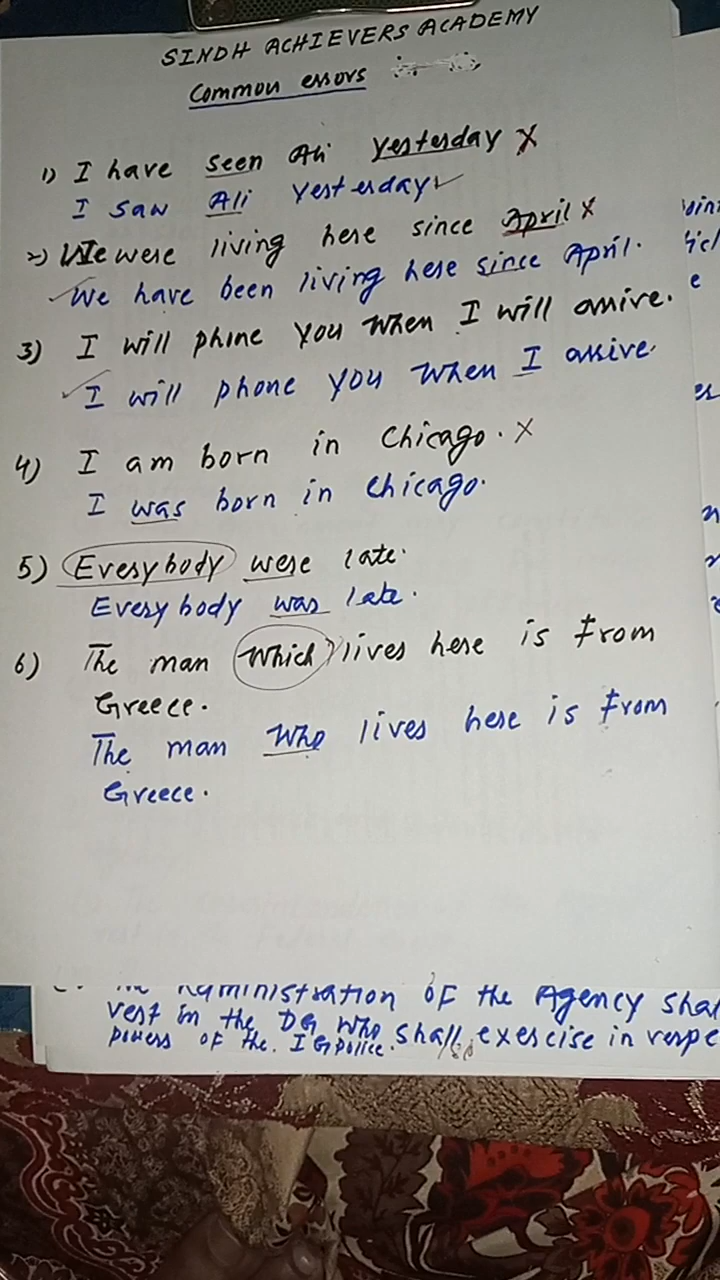 SINDH ACHIEVERS ACADEMY
Common errors
1) I have seen Ali yesterday X
I saw Ali yesterday ✓
2) We were living here since April X
✓ We have been living here since April.
3) I will phine you when I will arrive.
✓ I will phone you when I arrive.
4) I am born in Chicago. X
I was born in Chicago.
5) Everybody were late.
Everybody was late.
6) The man which lives here is from
Greece.
The man who lives here is from
Greece.
Administration of the Agency shal
vest in the DG who shall exercise in respe
powers of the IG Police.